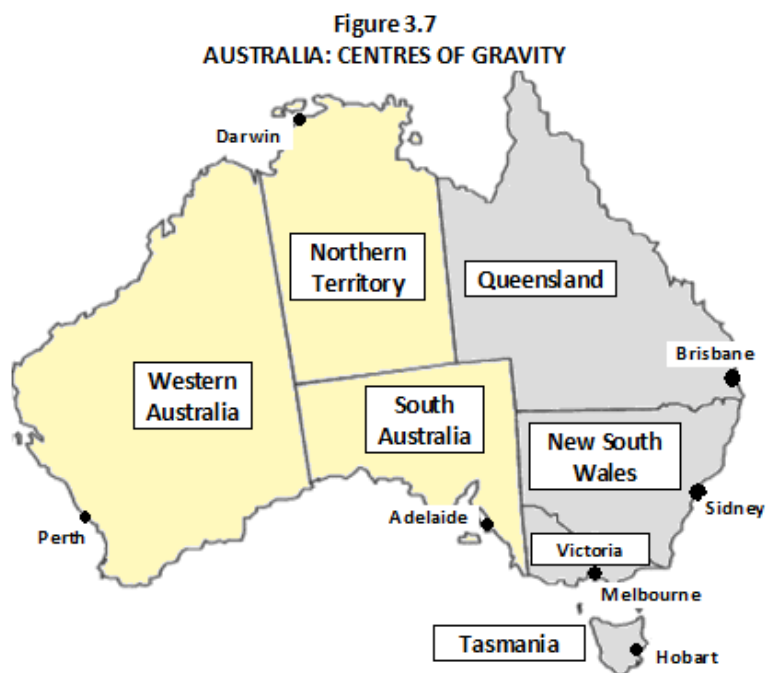 Figure 3.7
AUSTRALIA: CENTRES OF GRAVITY
Darwin
Northern
Territory
Queensland
Brisbane
Western
Australia
South
Australia
New South
Wales
Sidney
Adelaide
Perth
Victoria
Melbourne
Tasmania
Hobart